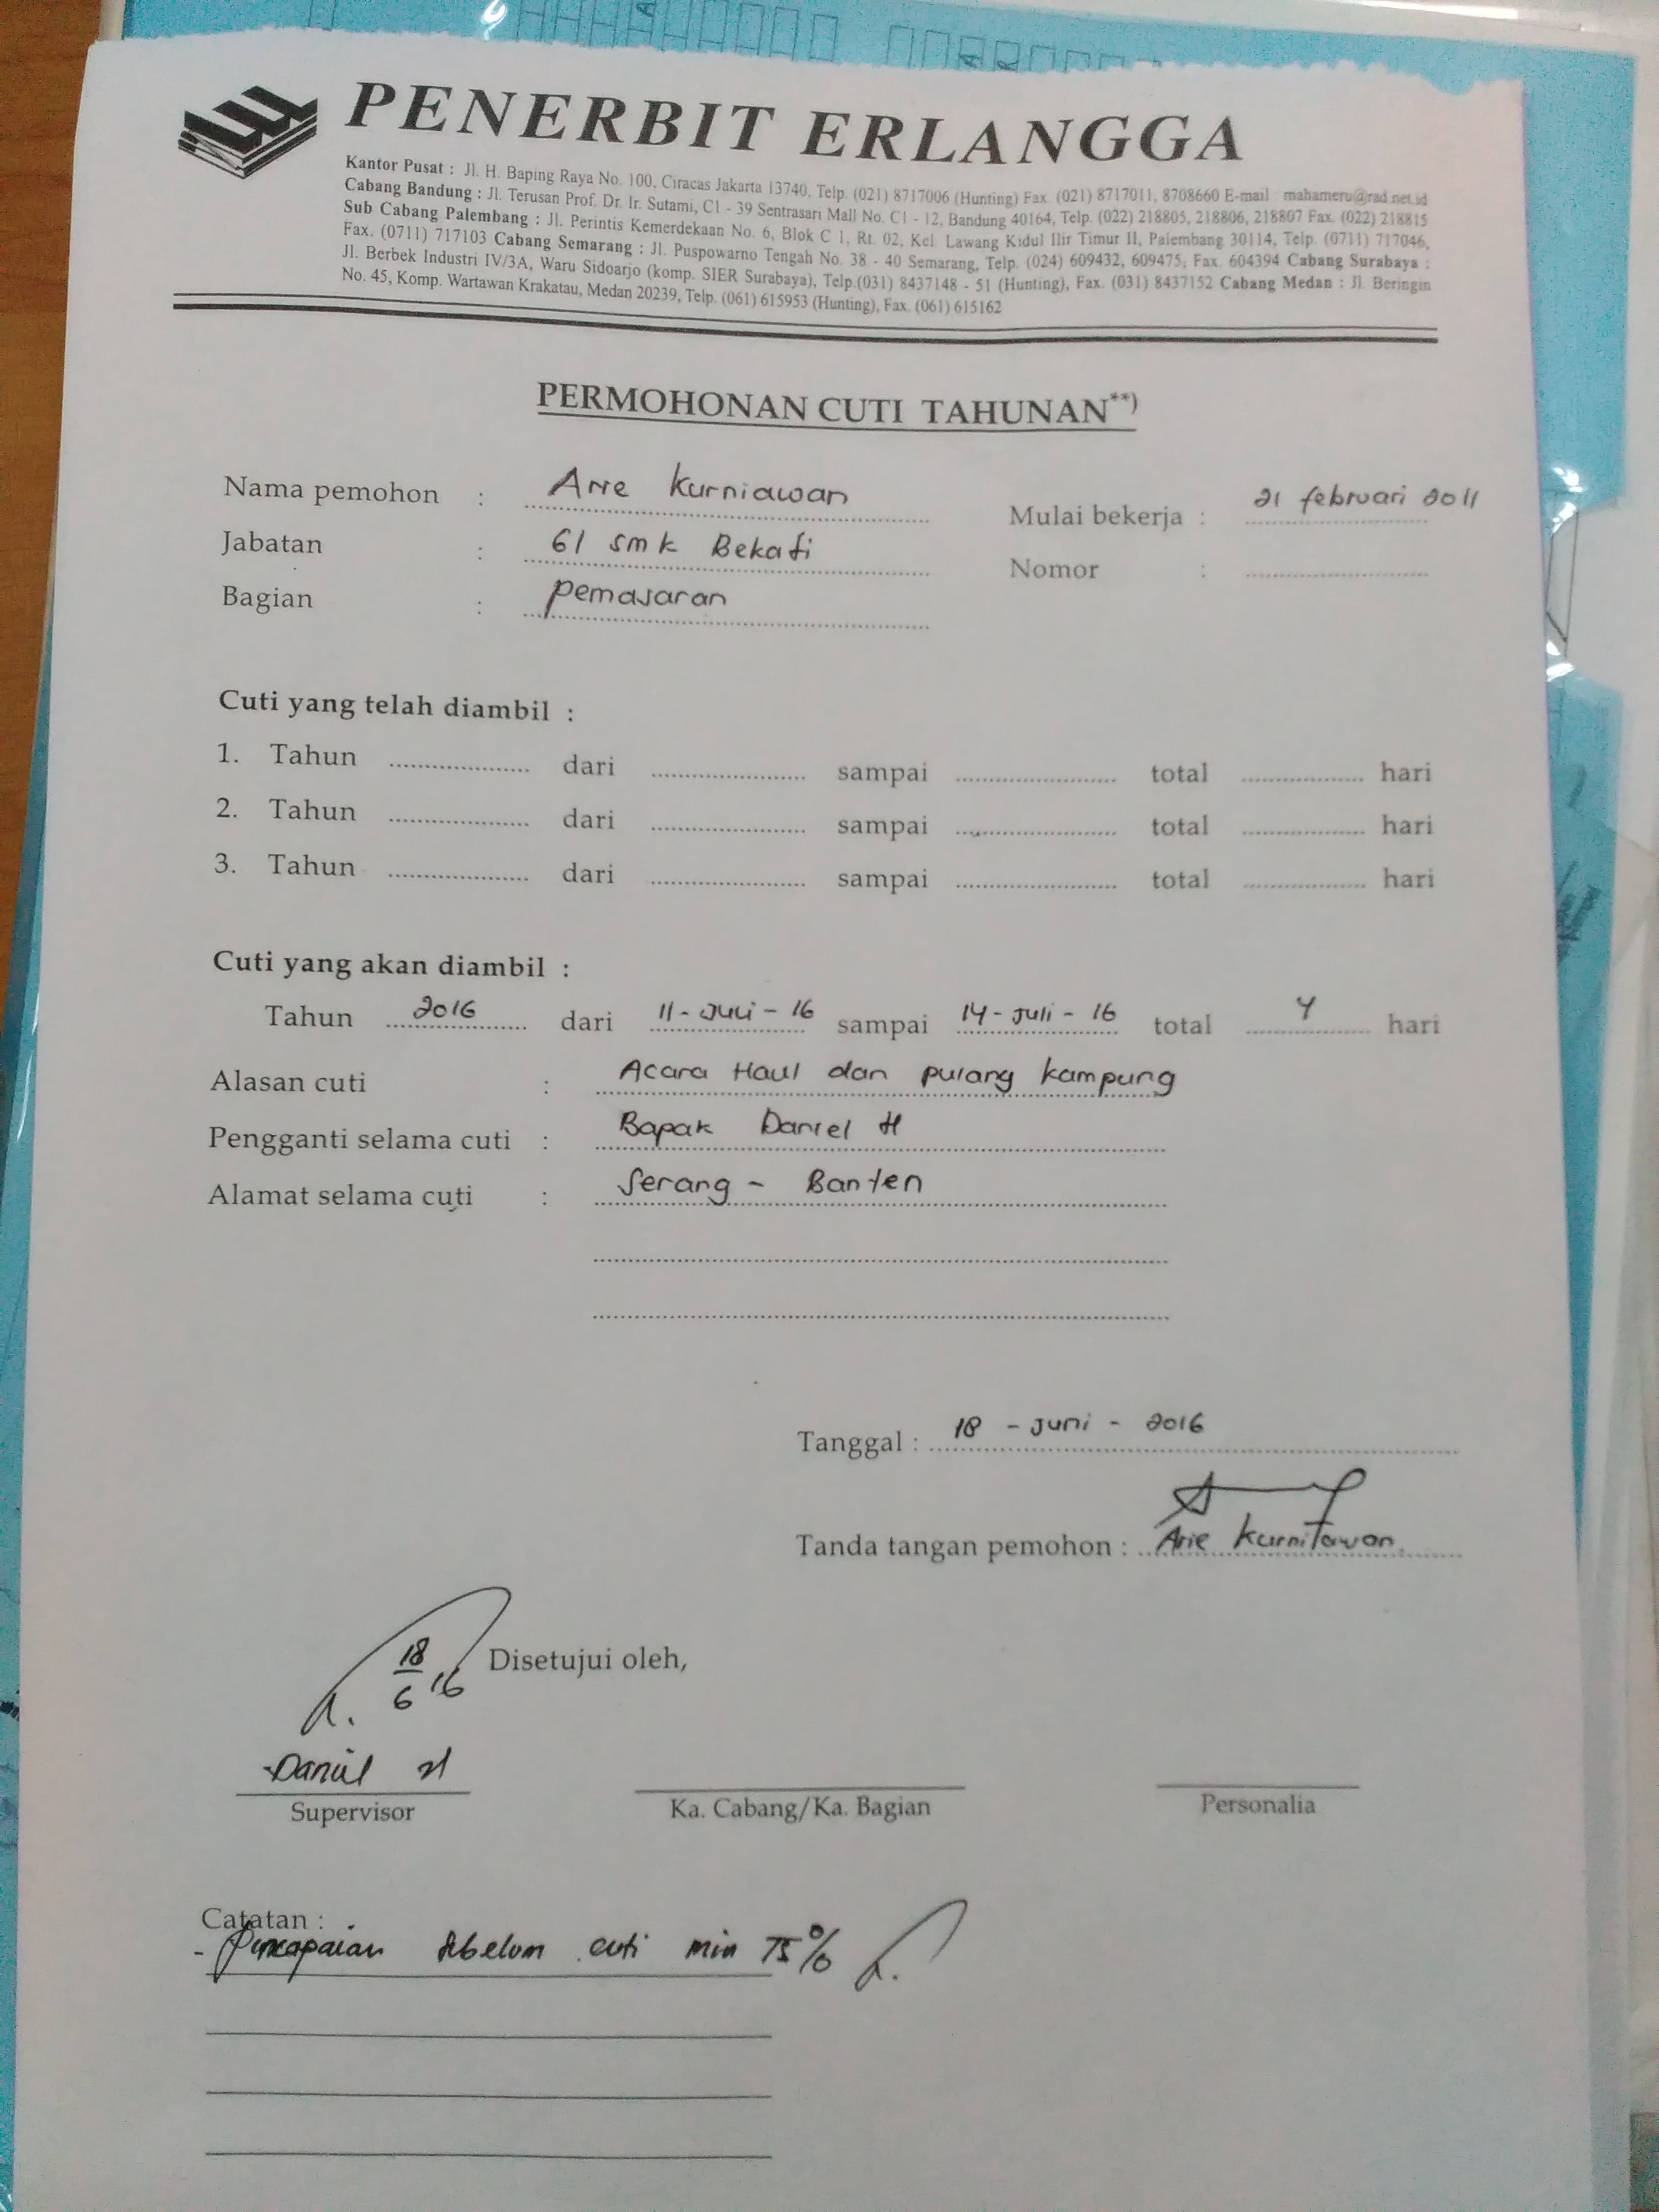 PENERBIT ERLANGGA
Kantor Pusat : Jl. H. Baping Raya No. 100, Ciracas Jakarta 13740, Telp. (021) 8717006 (Hunting) Fax. (021) 8717011, 8708660 E-mail mahameru@rad.net.id
Cabang Bandung : Jl. Terusan Prof. Dr. Ir. Sutami, C1 - 39 Sentrasari Mall No. C1 - 12, Bandung 40164, Telp. (022) 218805, 218806, 218807 Fax. (022) 218815
Sub Cabang Palembang : Jl. Perintis Kemerdekaan No. 6, Blok C 1, Rt. 02, Kel. Lawang Kidul Ilir Timur II, Palembang 30114, Telp. (0711) 717046,
Fax. (0711) 717103 Cabang Semarang : Jl. Puspowarno Tengah No. 38 - 40 Semarang, Telp. (024) 609432, 609475, Fax. 604394 Cabang Surabaya :
Jl. Berbek Industri IV/3A, Waru Sidoarjo (komp. SIER Surabaya), Telp.(031) 8437148 - 51 (Hunting), Fax. (031) 8437152 Cabang Medan : Jl. Beringin
No. 45, Komp. Wartawan Krakatau, Medan 20239, Telp. (061) 615953 (Hunting), Fax. (061) 615162
PERMOHONAN CUTI TAHUNAN**)
Nama pemohon : Arie Kurniawan Mulai bekerja : 21 februari 2011
Jabatan : 61 smk Bekasi Nomor :
Bagian : pemasaran
Cuti yang telah diambil :
1. Tahun dari sampai total hari
2. Tahun dari sampai total hari
3. Tahun dari sampai total hari
Cuti yang akan diambil :
Tahun 2016 dari 11 - Juli - 16 sampai 14 - Juli - 16 total 4 hari
Alasan cuti : Acara Haul dan pulang kampung
Pengganti selama cuti : Bapak Daniel H
Alamat selama cuti : Serang - Banten
Tanggal : 18 - juni - 2016
Tanda tangan pemohon : Arie Kurniawan
18/6 '16 Disetujui oleh,
Daniel H
Supervisor Ka. Cabang/Ka. Bagian Personalia
Catatan :
- Pencapaian sebelum cuti min 75%